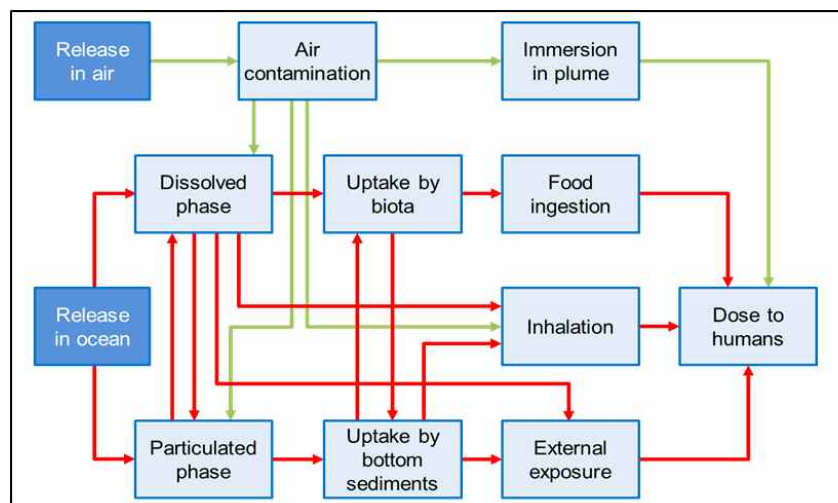 Release
in air
Air
contamination
Immersion
in plume
Dissolved
phase
Uptake by
biota
Food
ingestion
Release
in ocean
Inhalation
Dose to
humans
Particulated
phase
Uptake by
bottom
sediments
External
exposure